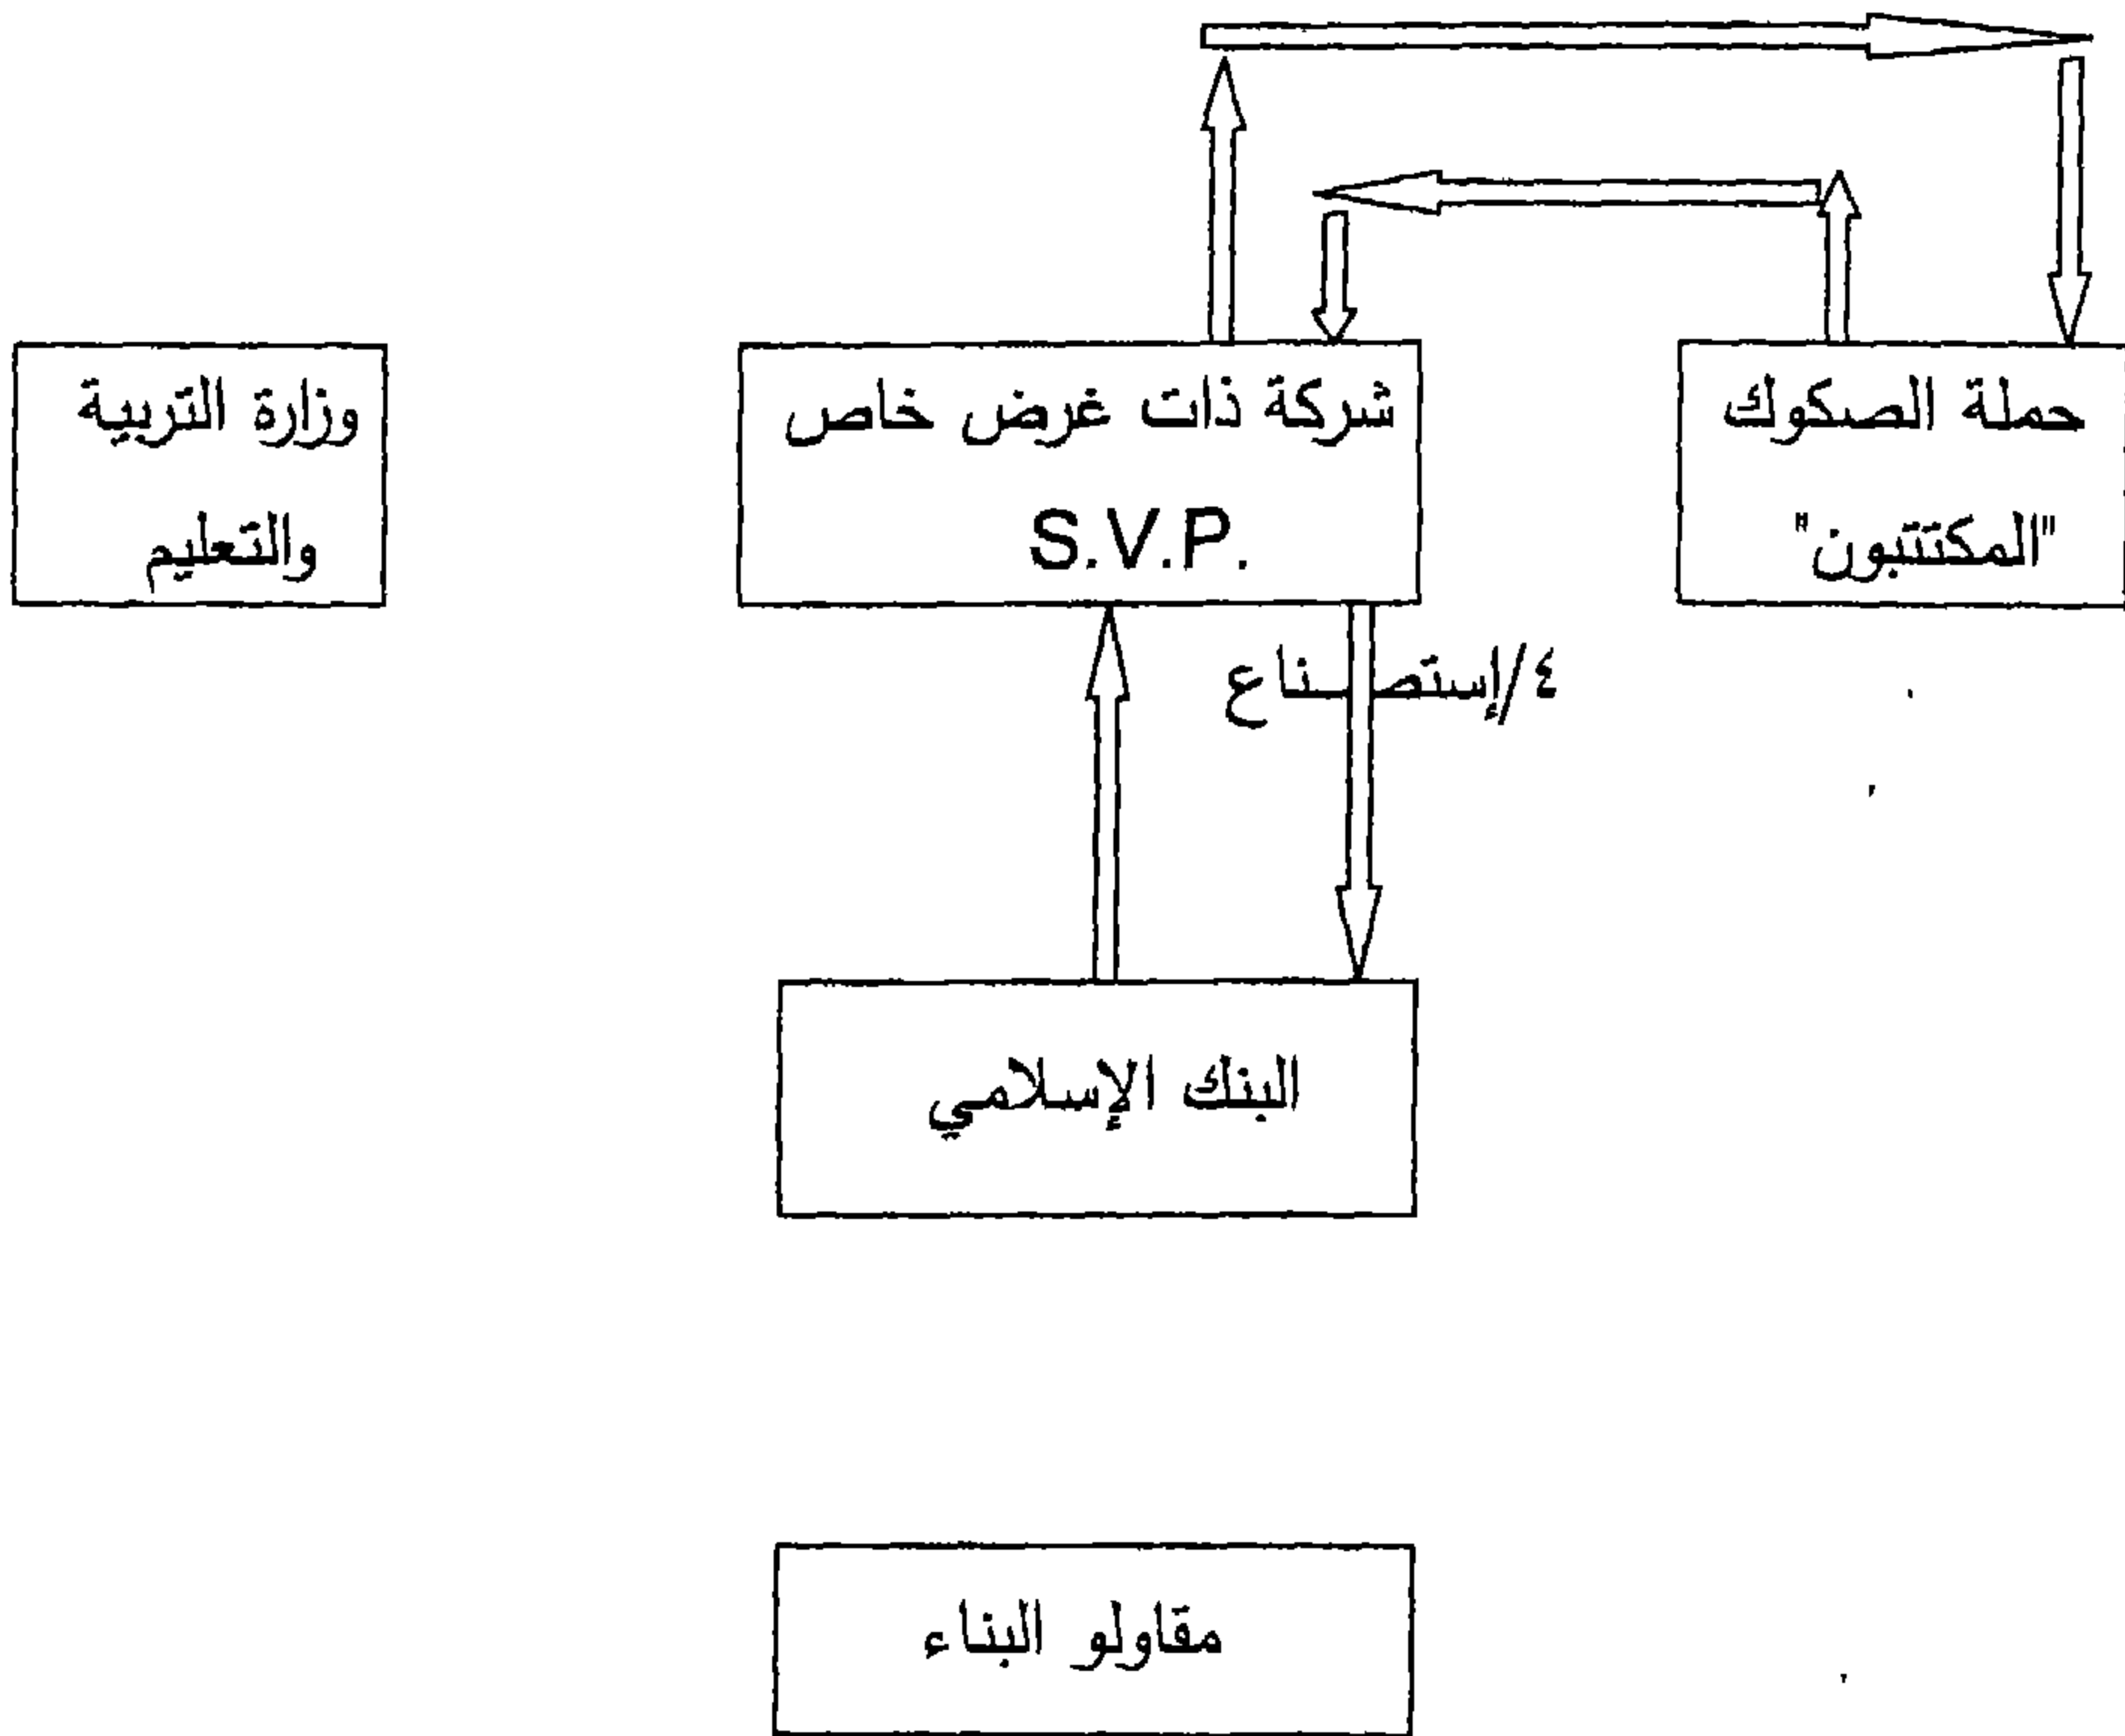 حملة الصكوك
"المكتتبون"
شركة ذات غرض خاص
S.V.P.
وزارة التربية
والتعليم
٤/إستصناع
البنك الإسلامي
مقاولو البناء